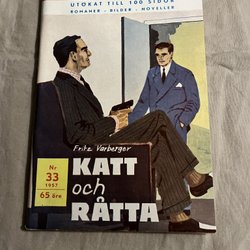 UTÖKAT TILL 100 SIDOR
ROMANER - BILDER - NOVELLER
Fritz Varberger
KATT
och
RÅTTA
Nr
33
1957
65 öre